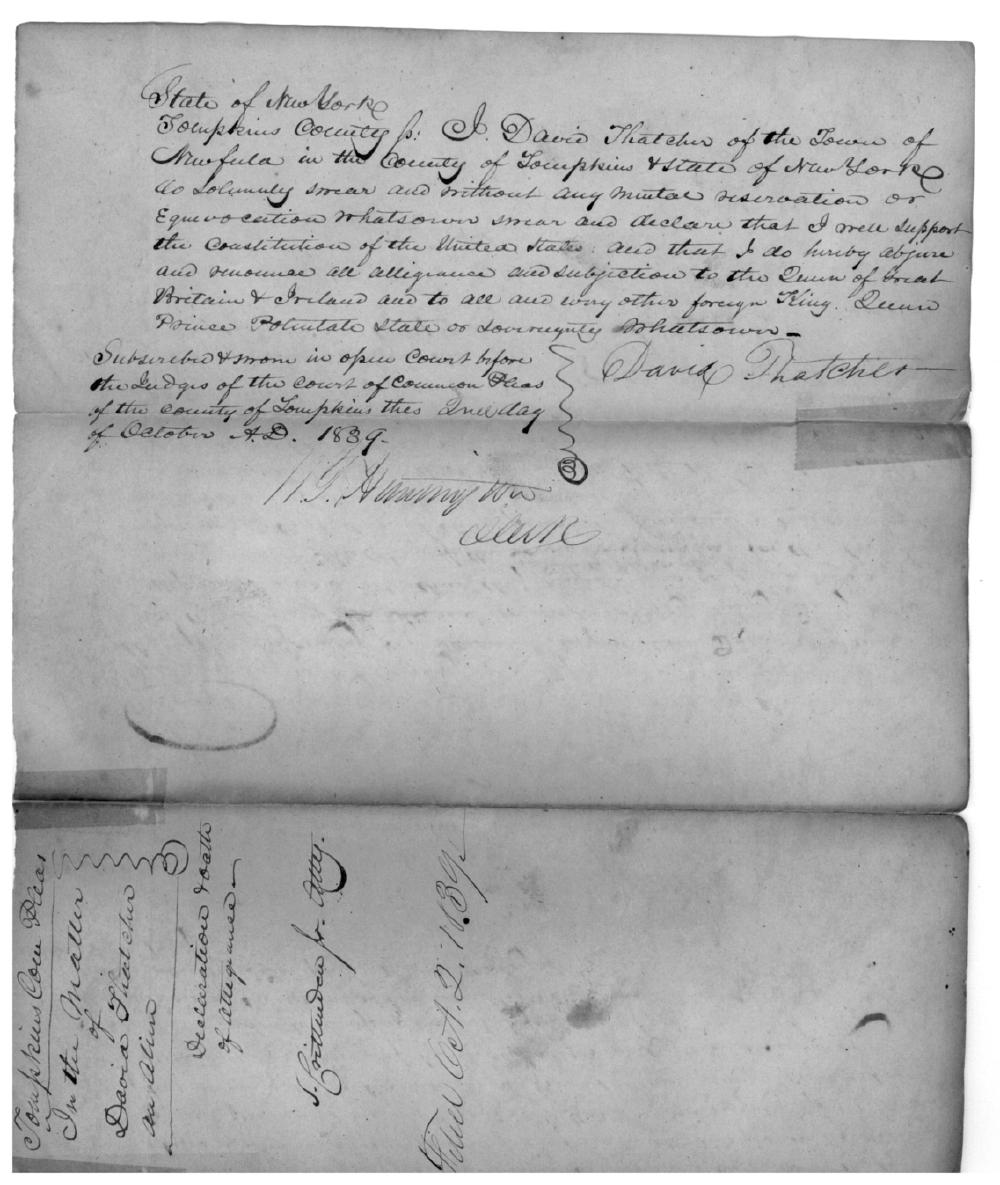 State of New York
Tompkins County ss: I, David Thatcher of the Town of
Newfield in the County of Tompkins & State of New York
do Solemnly swear and without any mental reservation or
Equivocation whatsoever swear and declare that I will support
the Constitution of the United States: and that I do hereby abjure
and renounce all allegiance and subjection to the Queen of Great
Britain & Ireland and to all and every other foreign King. Queen
Prince Potentate State or Sovereignty Whatsoever
Subscribed & sworn in open Court before
the Judges of the court of Common Pleas
of the county of Tompkins this 2nd day
of October A.D. 1839.
David Thatcher
Clerk
Tompkins Com Pleas
In the Matter
of
David Thatcher
an Alien
Declaration & oath
of allegiance
S. Crittenden Jr. Atty.
Filed Oct. 2. 1839